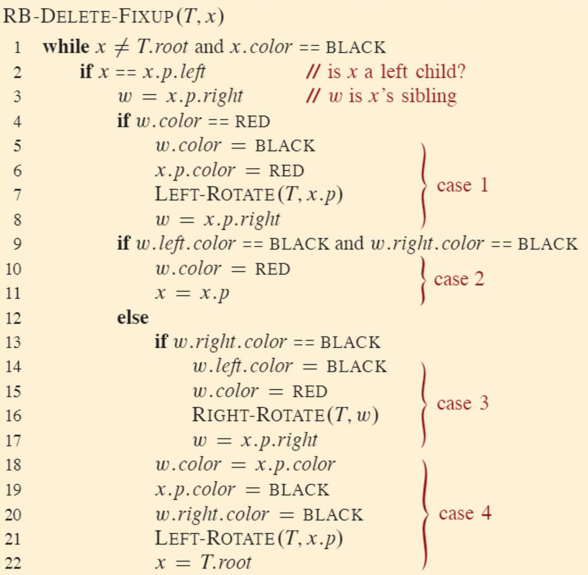 RB-DELETE-FIXUP(T, x)
1 while x ≠ T.root and x.color == BLACK
2 if x == x.p.left // is x a left child?
3 w = x.p.right // w is x's sibling
4 if w.color == RED
5 w.color = BLACK
6 x.p.color = RED
7 LEFT-ROTATE(T, x.p)
8 w = x.p.right
case 1
9 if w.left.color == BLACK and w.right.color == BLACK
10 w.color = RED
11 x = x.p
case 2
12 else
13 if w.right.color == BLACK
14 w.left.color = BLACK
15 w.color = RED
16 RIGHT-ROTATE(T, w)
17 w = x.p.right
case 3
18 w.color = x.p.color
19 x.p.color = BLACK
20 w.right.color = BLACK
21 LEFT-ROTATE(T, x.p)
22 x = T.root
case 4